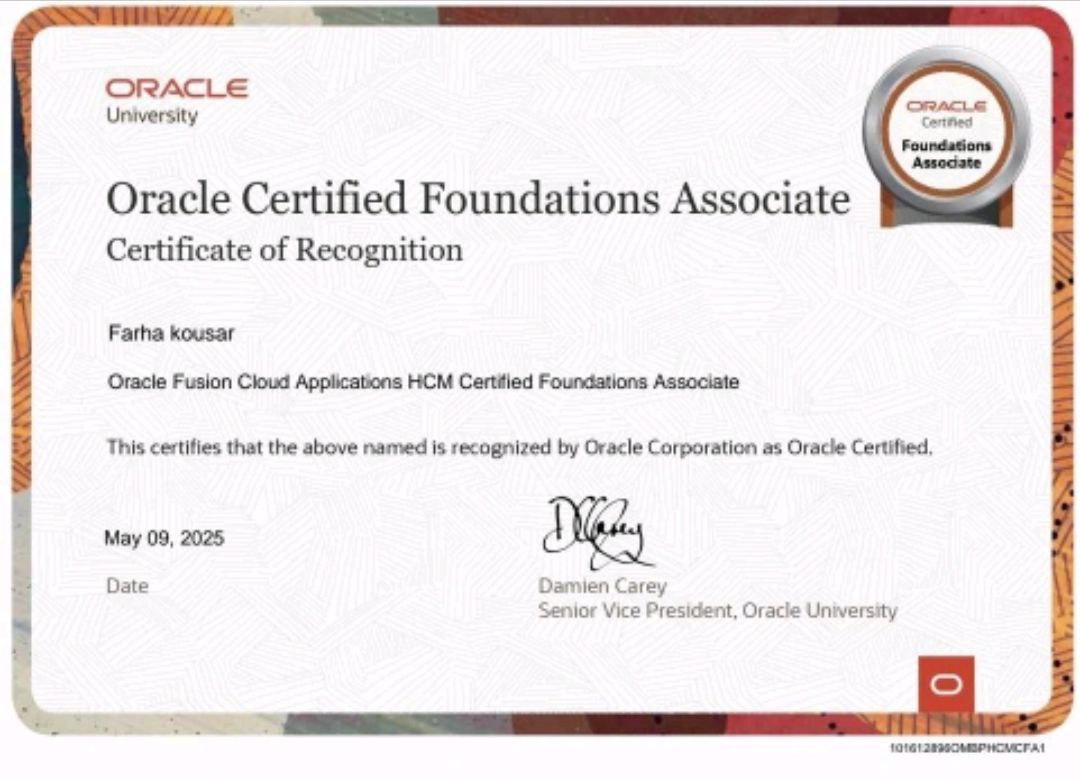 ORACLE
University
ORACLE
Certified
Foundations
Associate
Oracle Certified Foundations Associate
Certificate of Recognition
Farha kousar
Oracle Fusion Cloud Applications HCM Certified Foundations Associate
This certifies that the above named is recognized by Oracle Corporation as Oracle Certified.
May 09, 2025
Date
DCarey
Damien Carey
Senior Vice President, Oracle University
101612896OMBPHCMCFA1